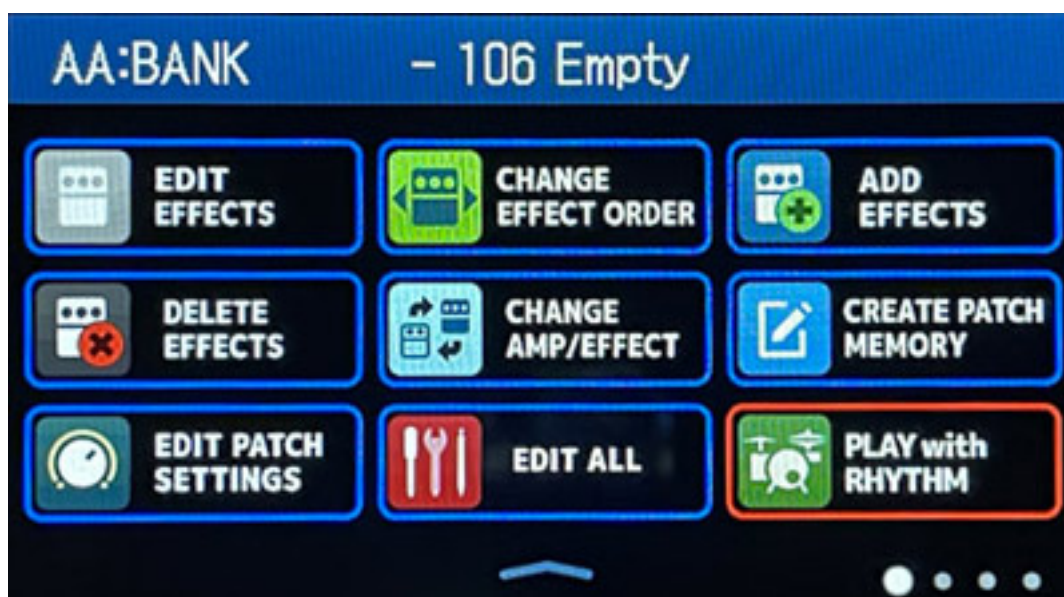 AA:BANK - 106 Empty
EDIT
EFFECTS
CHANGE
EFFECT ORDER
ADD
EFFECTS
DELETE
EFFECTS
CHANGE
AMP/EFFECT
CREATE PATCH
MEMORY
EDIT PATCH
SETTINGS
EDIT ALL
PLAY with
RHYTHM